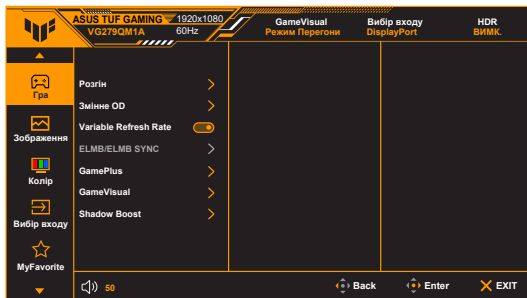 ASUS TUF GAMING
VG279QM1A
1920x1080
60Hz
GameVisual
Режим Перегони
Вибір входу
DisplayPort
HDR
ВИМК.
Гра
Зображення
Колір
Вибір входу
MyFavorite
Розгін
Змінне OD
Variable Refresh Rate
ELMB/ELMB SYNC
GamePlus
GameVisual
Shadow Boost
50
Back
Enter
EXIT